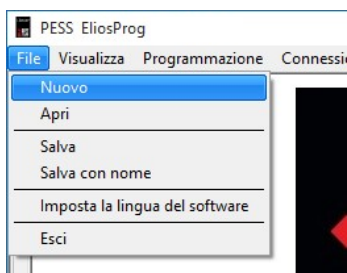 PESS EliosProg
File Visualizza Programmazione
Nuovo
Apri
Salva
Salva con nome
Imposta la lingua del software
Esci